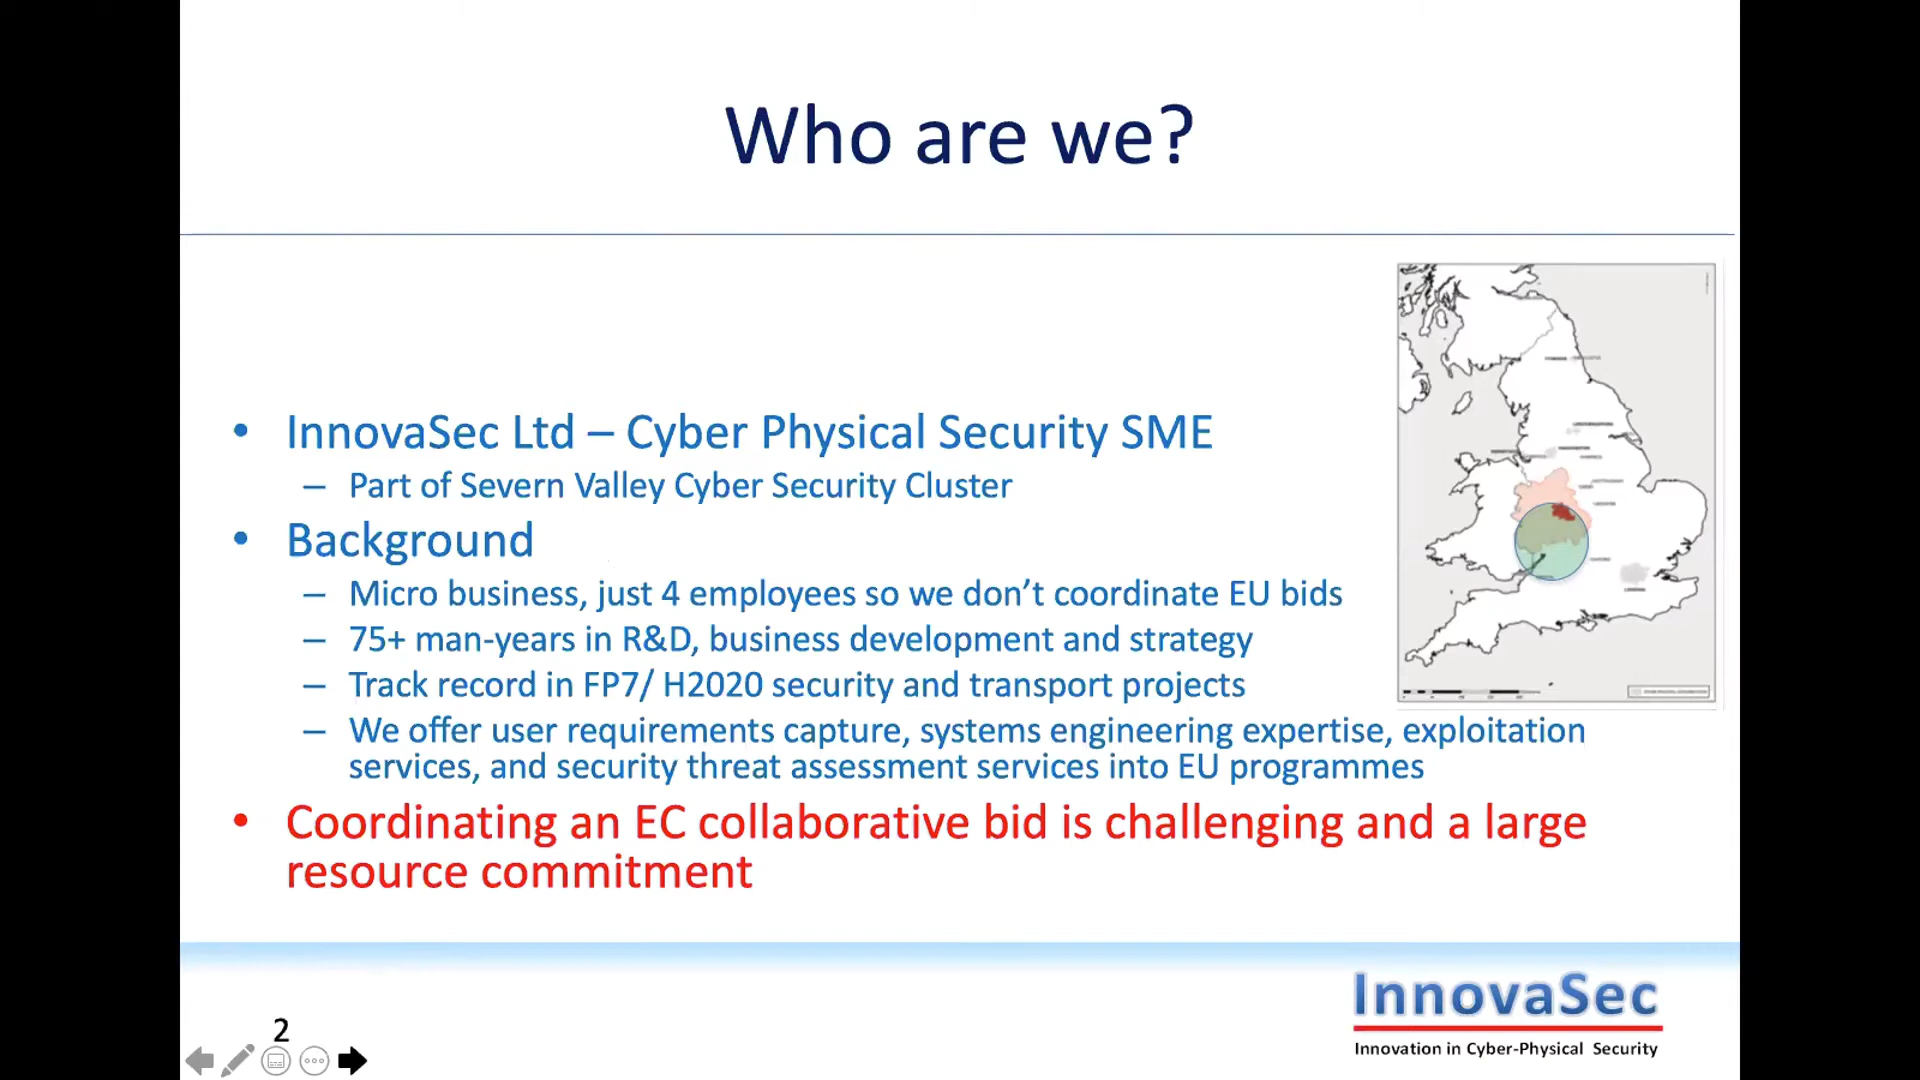 Who are we?
• InnovaSec Ltd – Cyber Physical Security SME
– Part of Severn Valley Cyber Security Cluster
• Background
– Micro business, just 4 employees so we don’t coordinate EU bids
– 75+ man-years in R&D, business development and strategy
– Track record in FP7/ H2020 security and transport projects
– We offer user requirements capture, systems engineering expertise, exploitation
services, and security threat assessment services into EU programmes
• Coordinating an EC collaborative bid is challenging and a large
resource commitment
InnovaSec
Innovation in Cyber-Physical Security
2